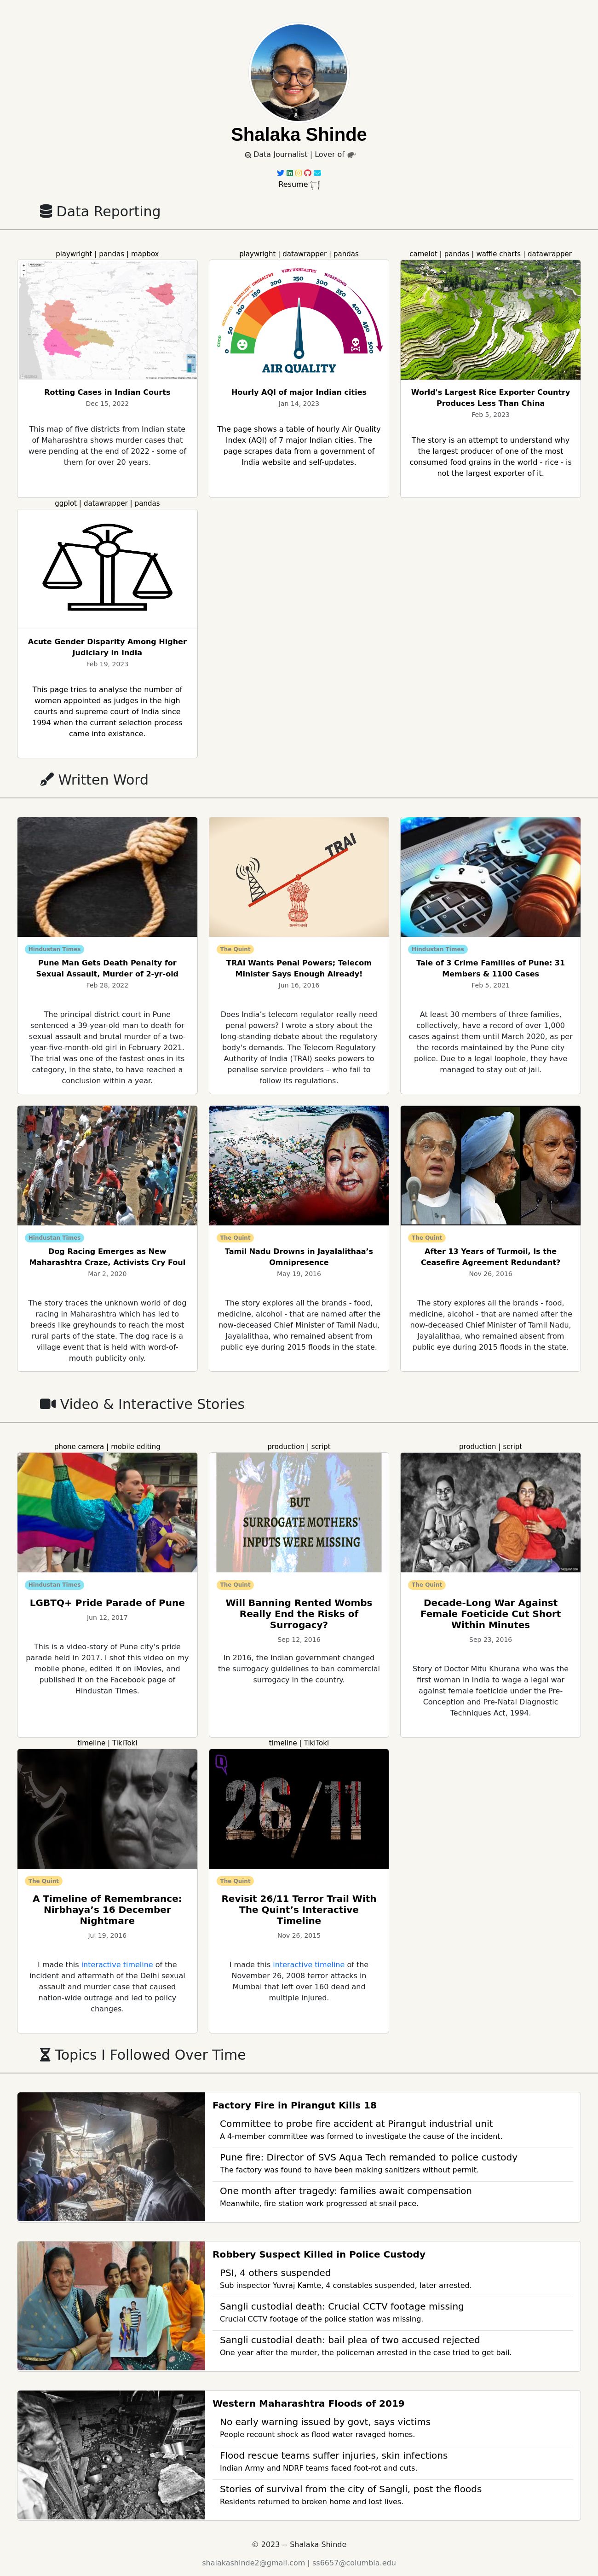 Shalaka Shinde
Data Journalist | Lover of
Resume
Data Reporting
playwright | pandas | mapbox
Rotting Cases in Indian Courts
Dec 15, 2022
This map of five districts from Indian state
of Maharashtra shows murder cases that
were pending at the end of 2022 - some of
them for over 20 years.
playwright | datawrapper | pandas
GOOD
UNHEALTHY
VERY UNHEALTHY
HAZARDOUS
0
50
100
150
200
250
300
350
400
450
500
AIR QUALITY
Hourly AQI of major Indian cities
Jan 14, 2023
The page shows a table of hourly Air Quality
Index (AQI) of 7 major Indian cities. The
page scrapes data from a government of
India website and self-updates.
camelot | pandas | waffle charts | datawrapper
World's Largest Rice Exporter Country
Produces Less Than China
Feb 5, 2023
The story is an attempt to understand why
the largest producer of one of the most
consumed food grains in the world - rice - is
not the largest exporter of it.
ggplot | datawrapper | pandas
Acute Gender Disparity Among Higher
Judiciary in India
Feb 19, 2023
This page tries to analyse the number of
women appointed as judges in the high
courts and supreme court of India since
1994 when the current selection process
came into existance.
Written Word
Hindustan Times
Pune Man Gets Death Penalty for
Sexual Assault, Murder of 2-yr-old
Feb 28, 2022
The principal district court in Pune
sentenced a 39-year-old man to death for
sexual assault and brutal murder of a two-
year-five-month-old girl in February 2021.
The trial was one of the fastest ones in its
category, in the state, to have reached a
conclusion within a year.
TRAI
The Quint
TRAI Wants Penal Powers; Telecom
Minister Says Enough Already!
Jun 16, 2016
Does India’s telecom regulator really need
penal powers? I wrote a story about the
long-standing debate about the regulatory
body's demands. The Telecom Regulatory
Authority of India (TRAI) seeks powers to
penalise service providers – who fail to
follow its regulations.
Hindustan Times
Tale of 3 Crime Families of Pune: 31
Members & 1100 Cases
Feb 5, 2021
At least 30 members of three families,
collectively, have a record of over 1,000
cases against them until March 2020, as per
the records maintained by the Pune city
police. Due to a legal loophole, they have
managed to stay out of jail.
Hindustan Times
Dog Racing Emerges as New
Maharashtra Craze, Activists Cry Foul
Mar 2, 2020
The story traces the unknown world of dog
racing in Maharashtra which has led to
breeds like greyhounds to reach the most
rural parts of the state. The dog race is a
village event that is held with word-of-
mouth publicity only.
The Quint
Tamil Nadu Drowns in Jayalalithaa’s
Omnipresence
May 19, 2016
The story explores all the brands - food,
medicine, alcohol - that are named after the
now-deceased Chief Minister of Tamil Nadu,
Jayalalithaa, who remained absent from
public eye during 2015 floods in the state.
The Quint
After 13 Years of Turmoil, Is the
Ceasefire Agreement Redundant?
Nov 26, 2016
The story explores all the brands - food,
medicine, alcohol - that are named after the
now-deceased Chief Minister of Tamil Nadu,
Jayalalithaa, who remained absent from
public eye during 2015 floods in the state.
Video & Interactive Stories
phone camera | mobile editing
Hindustan Times
LGBTQ+ Pride Parade of Pune
Jun 12, 2017
This is a video-story of Pune city's pride
parade held in 2017. I shot this video on my
mobile phone, edited it on iMovies, and
published it on the Facebook page of
Hindustan Times.
production | script
BUT
SURROGATE MOTHERS'
INPUTS WERE MISSING
The Quint
Will Banning Rented Wombs
Really End the Risks of
Surrogacy?
Sep 12, 2016
In 2016, the Indian government changed
the surrogacy guidelines to ban commercial
surrogacy in the country.
production | script
The Quint
Decade-Long War Against
Female Foeticide Cut Short
Within Minutes
Sep 23, 2016
Story of Doctor Mitu Khurana who was the
first woman in India to wage a legal war
against female foeticide under the Pre-
Conception and Pre-Natal Diagnostic
Techniques Act, 1994.
timeline | TikiToki
The Quint
A Timeline of Remembrance:
Nirbhaya’s 16 December
Nightmare
Jul 19, 2016
I made this interactive timeline of the
incident and aftermath of the Delhi sexual
assault and murder case that caused
nation-wide outrage and led to policy
changes.
timeline | TikiToki
26/11
The Quint
Revisit 26/11 Terror Trail With
The Quint’s Interactive
Timeline
Nov 26, 2015
I made this interactive timeline of the
November 26, 2008 terror attacks in
Mumbai that left over 160 dead and
multiple injured.
Topics I Followed Over Time
Factory Fire in Pirangut Kills 18
Committee to probe fire accident at Pirangut industrial unit
A 4-member committee was formed to investigate the cause of the incident.
Pune fire: Director of SVS Aqua Tech remanded to police custody
The factory was found to have been making sanitizers without permit.
One month after tragedy: families await compensation
Meanwhile, fire station work progressed at snail pace.
Robbery Suspect Killed in Police Custody
PSI, 4 others suspended
Sub inspector Yuvraj Kamte, 4 constables suspended, later arrested.
Sangli custodial death: Crucial CCTV footage missing
Crucial CCTV footage of the police station was missing.
Sangli custodial death: bail plea of two accused rejected
One year after the murder, the policeman arrested in the case tried to get bail.
Western Maharashtra Floods of 2019
No early warning issued by govt, says victims
People recount shock as flood water ravaged homes.
Flood rescue teams suffer injuries, skin infections
Indian Army and NDRF teams faced foot-rot and cuts.
Stories of survival from the city of Sangli, post the floods
Residents returned to broken home and lost lives.
© 2023 -- Shalaka Shinde
shalakashinde2@gmail.com | ss6657@columbia.edu